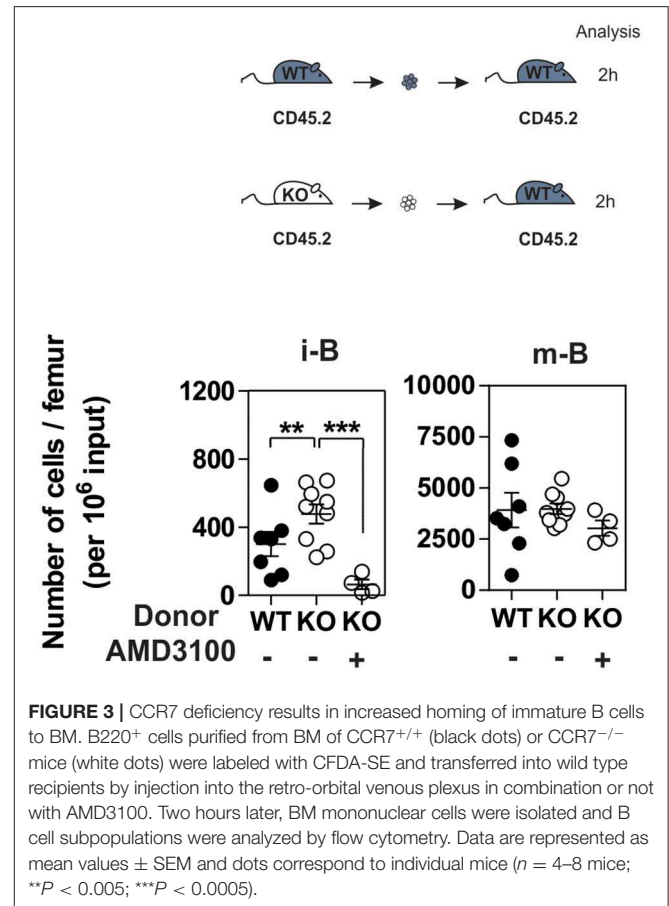 Analysis
WT WT 2h
CD45.2 CD45.2
KO WT 2h
CD45.2 CD45.2
Number of cells / femur
(per 10⁶ input)
i-B
1200
800
400
0
** ***
m-B
10000
7500
5000
2500
0
Donor WT KO KO WT KO KO
AMD3100 - - + - - +
FIGURE 3 | CCR7 deficiency results in increased homing of immature B cells
to BM. B220⁺ cells purified from BM of CCR7⁺/⁺ (black dots) or CCR7⁻/⁻
mice (white dots) were labeled with CFDA-SE and transferred into wild type
recipients by injection into the retro-orbital venous plexus in combination or not
with AMD3100. Two hours later, BM mononuclear cells were isolated and B
cell subpopulations were analyzed by flow cytometry. Data are represented as
mean values ± SEM and dots correspond to individual mice (n = 4–8 mice;
**P < 0.005; ***P < 0.0005).